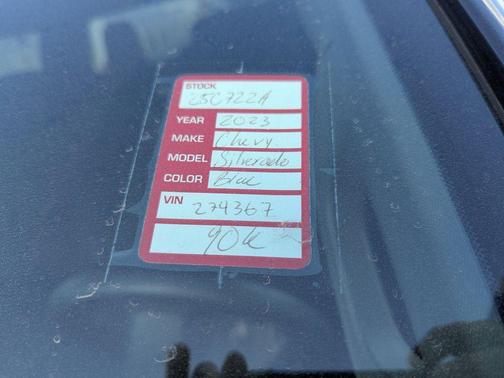 STOCK
25C722A
YEAR 2023
MAKE Chevy
MODEL Silverado
COLOR Blue
VIN 274367
90K